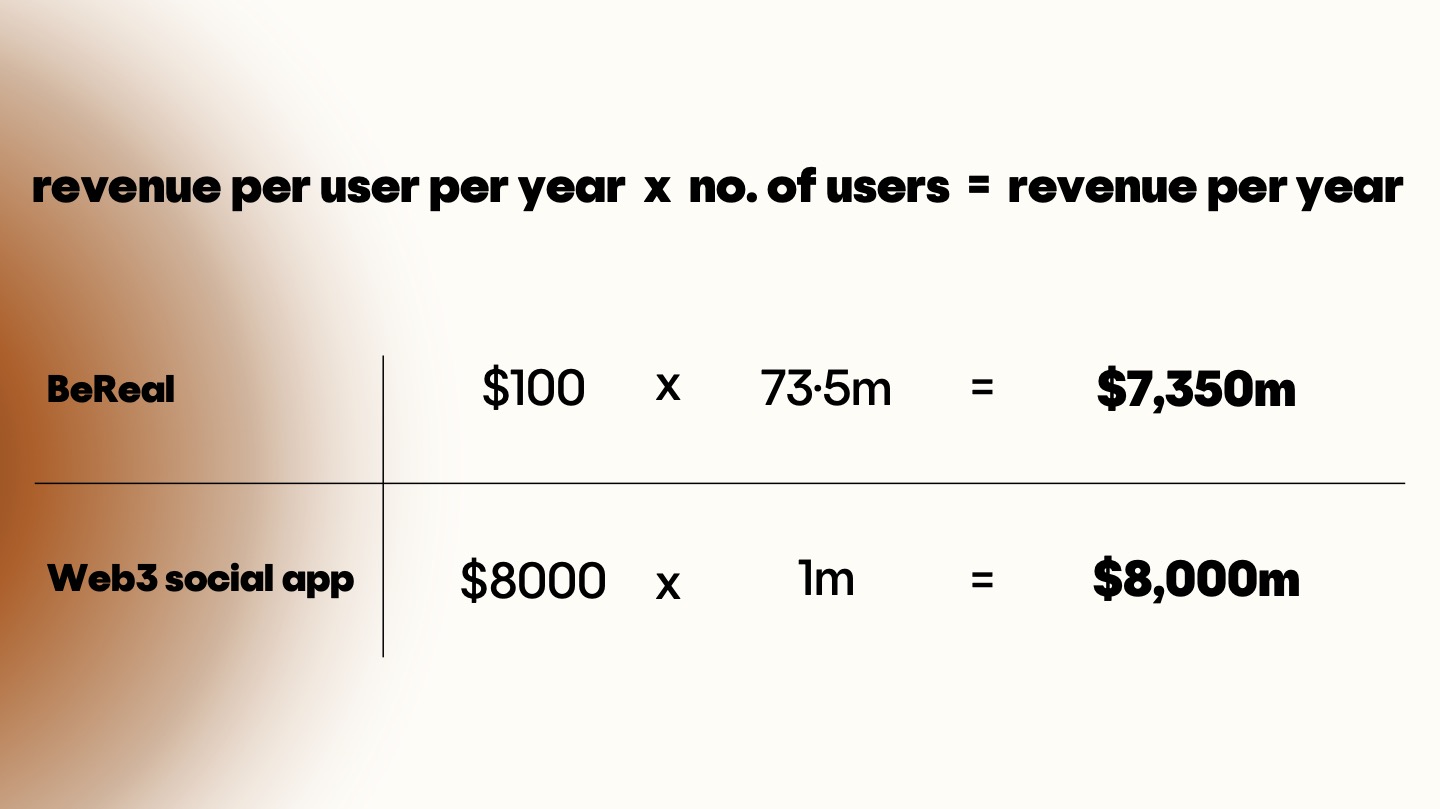 revenue per user per year x no. of users = revenue per year
BeReal $100 x 73·5m = $7,350m
Web3 social app $8000 x 1m = $8,000m